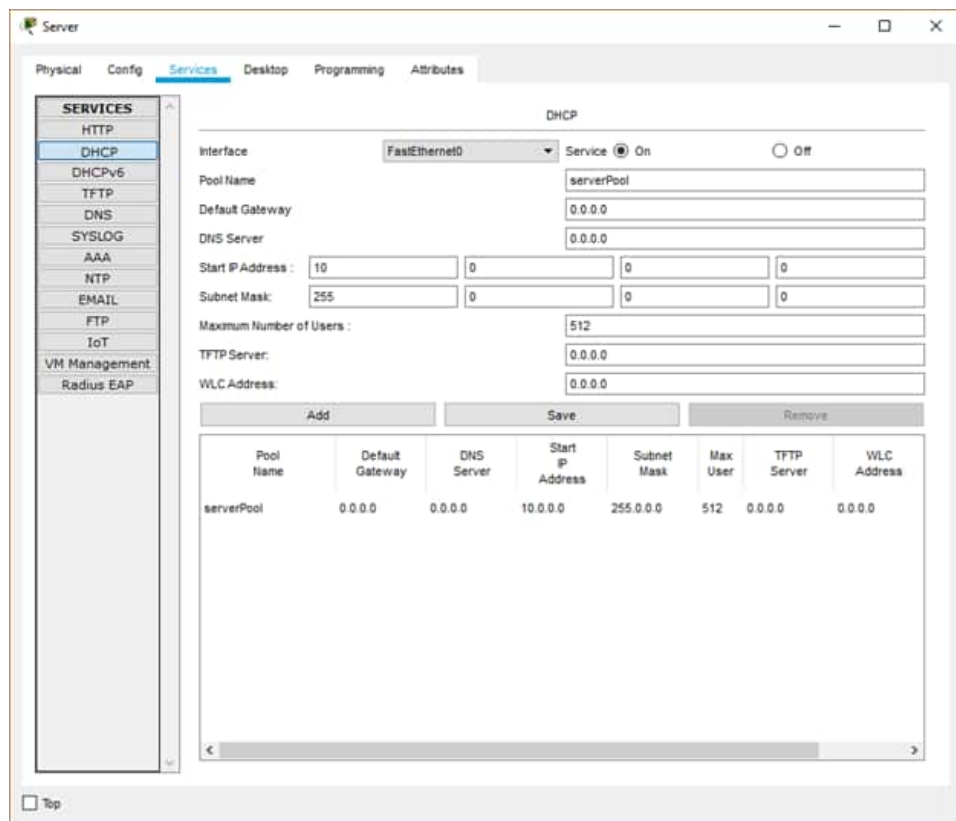 Server
Physical Config Services Desktop Programming Attributes
SERVICES
HTTP
DHCP
DHCPv6
TFTP
DNS
SYSLOG
AAA
NTP
EMAIL
FTP
IoT
VM Management
Radius EAP
DHCP
Interface FastEthernet0 Service On Off
Pool Name serverPool
Default Gateway 0.0.0.0
DNS Server 0.0.0.0
Start IP Address : 10 0 0 0
Subnet Mask: 255 0 0 0
Maximum Number of Users : 512
TFTP Server: 0.0.0.0
WLC Address: 0.0.0.0
Add Save Remove
Pool Name Default Gateway DNS Server Start IP Address Subnet Mask Max User TFTP Server WLC Address
serverPool 0.0.0.0 0.0.0.0 10.0.0.0 255.0.0.0 512 0.0.0.0 0.0.0.0
Top